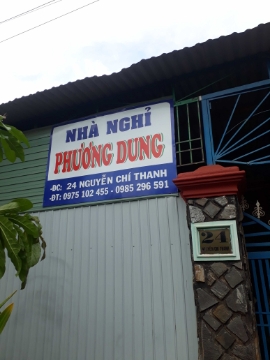 NHÀ NGHỈ
PHƯƠNG DUNG
-ĐC: 24 NGUYỄN CHÍ THANH
-ĐT: 0975 102 455 - 0985 296 591
24